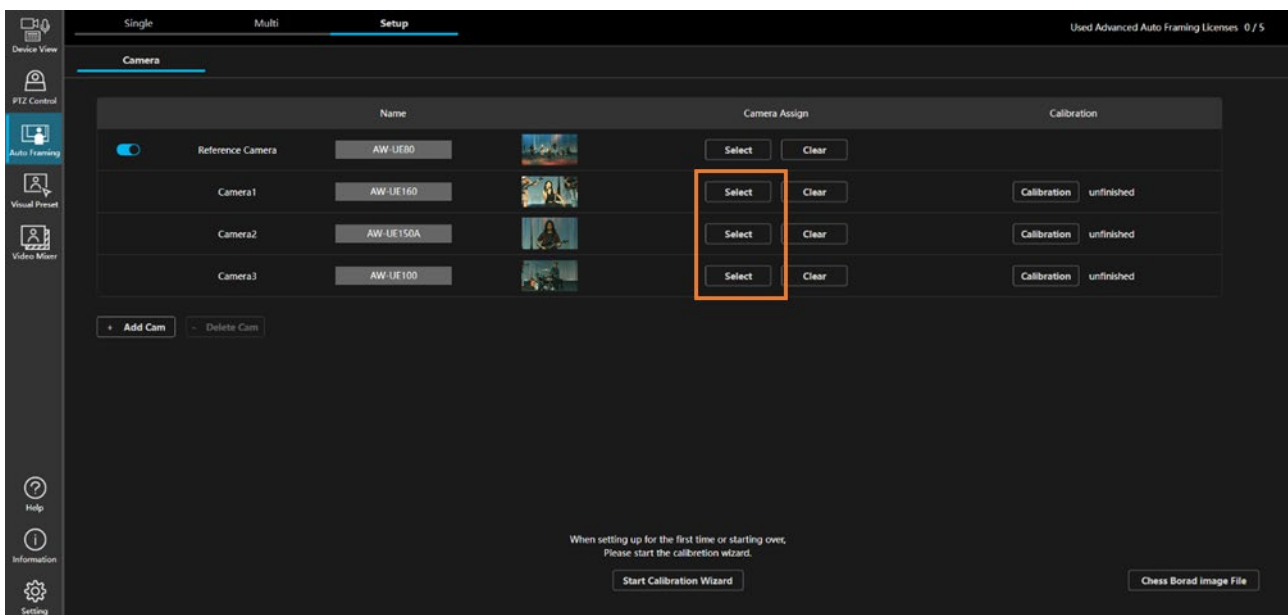 Single Multi Setup Used Advanced Auto Framing Licenses 0 / 5
Device View
Camera
PTZ Control
Name Camera Assign Calibration
Auto Framing
Reference Camera AW-UE80 Select Clear
Camera1 AW-UE160 Select Clear Calibration unfinished
Visual Preset
Camera2 AW-UE150A Select Clear Calibration unfinished
Video Mixer
Camera3 AW-UE100 Select Clear Calibration unfinished
+ Add Cam - Delete Cam
Help
When setting up for the first time or starting over,
Please start the calibretion wizard.
Information
Start Calibration Wizard Chess Borad image File
Setting